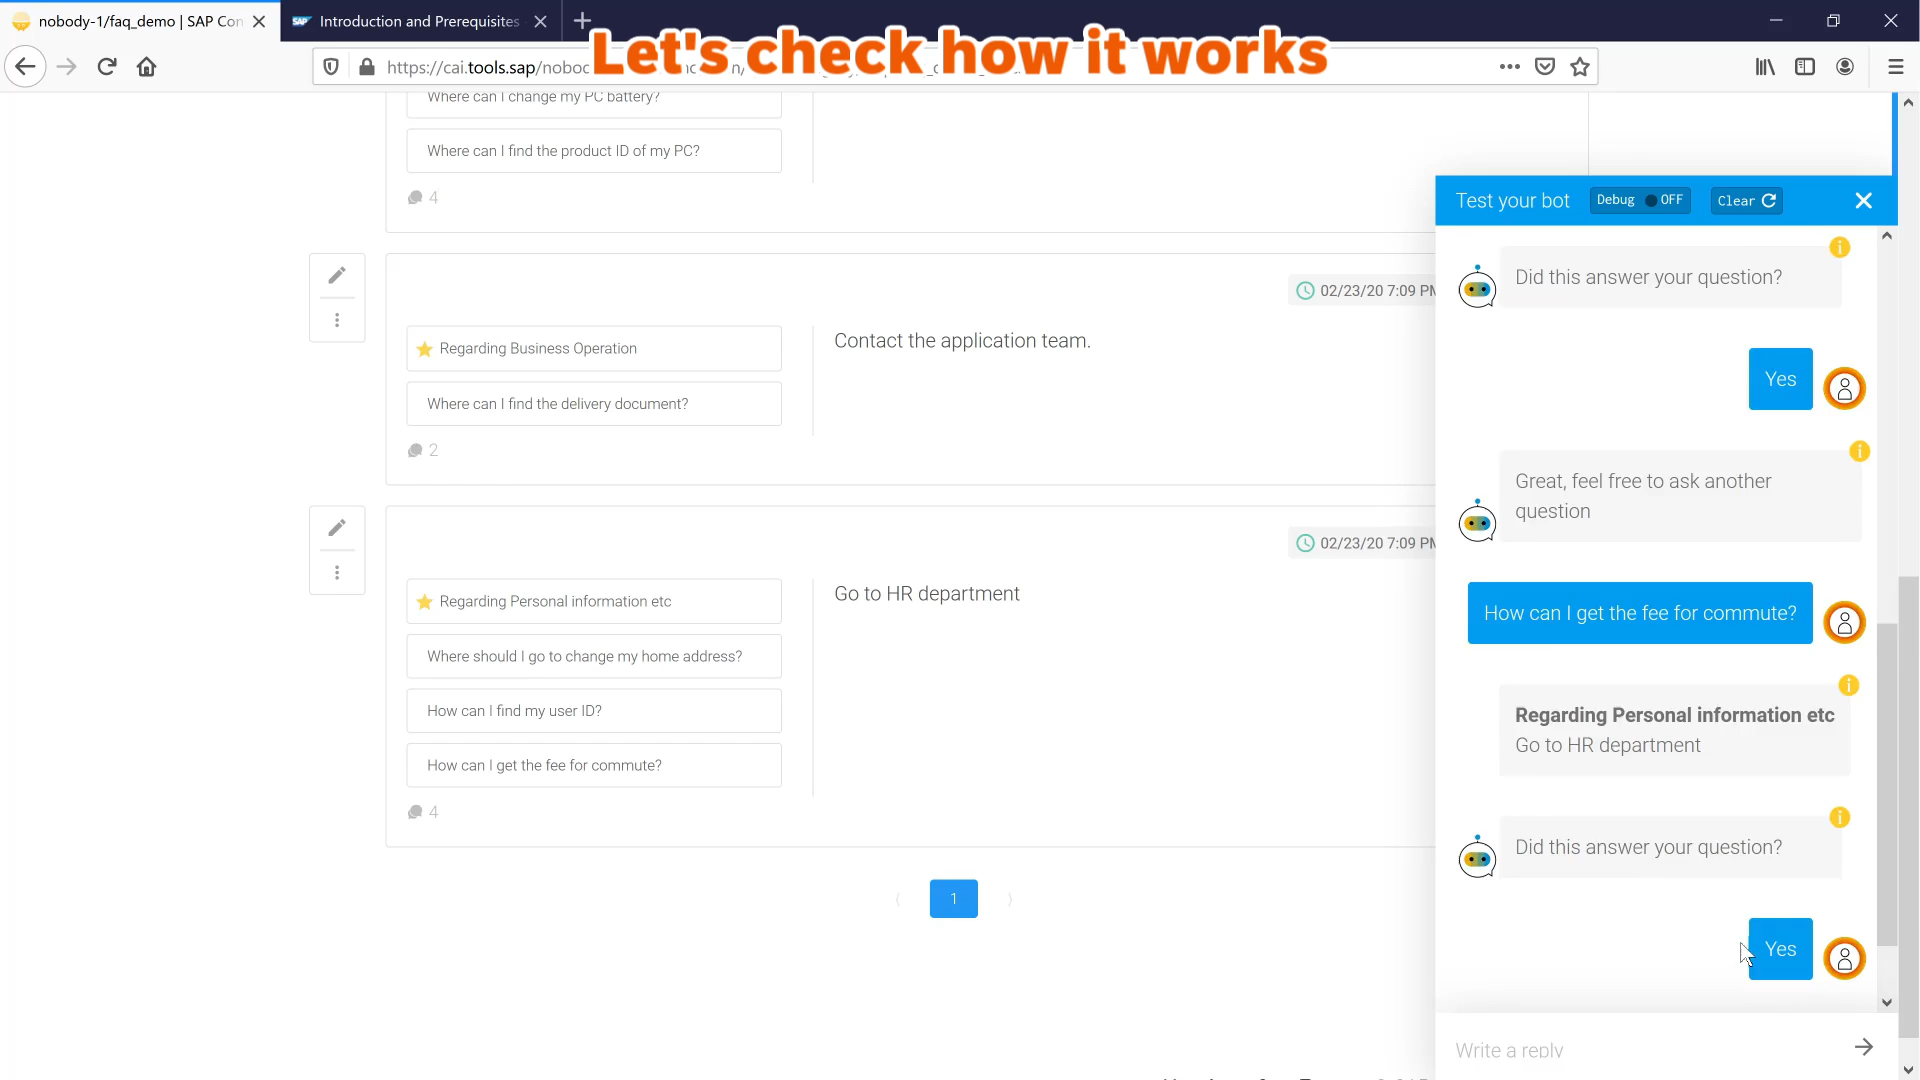 nobody-1/faq_demo | SAP Con
SAP Introduction and Prerequisites
Let's check how it works
https://cai.tools.sap/noboc
Where can I change my PC battery?
Where can I find the product ID of my PC?
4
02/23/20 7:09 PM
Regarding Business Operation
Contact the application team.
Where can I find the delivery document?
2
02/23/20 7:09 PM
Regarding Personal information etc
Go to HR department
Where should I go to change my home address?
How can I find my user ID?
How can I get the fee for commute?
4
1
Test your bot
Debug OFF
Clear
Did this answer your question?
Yes
Great, feel free to ask another
question
How can I get the fee for commute?
Regarding Personal information etc
Go to HR department
Did this answer your question?
Yes
Write a reply